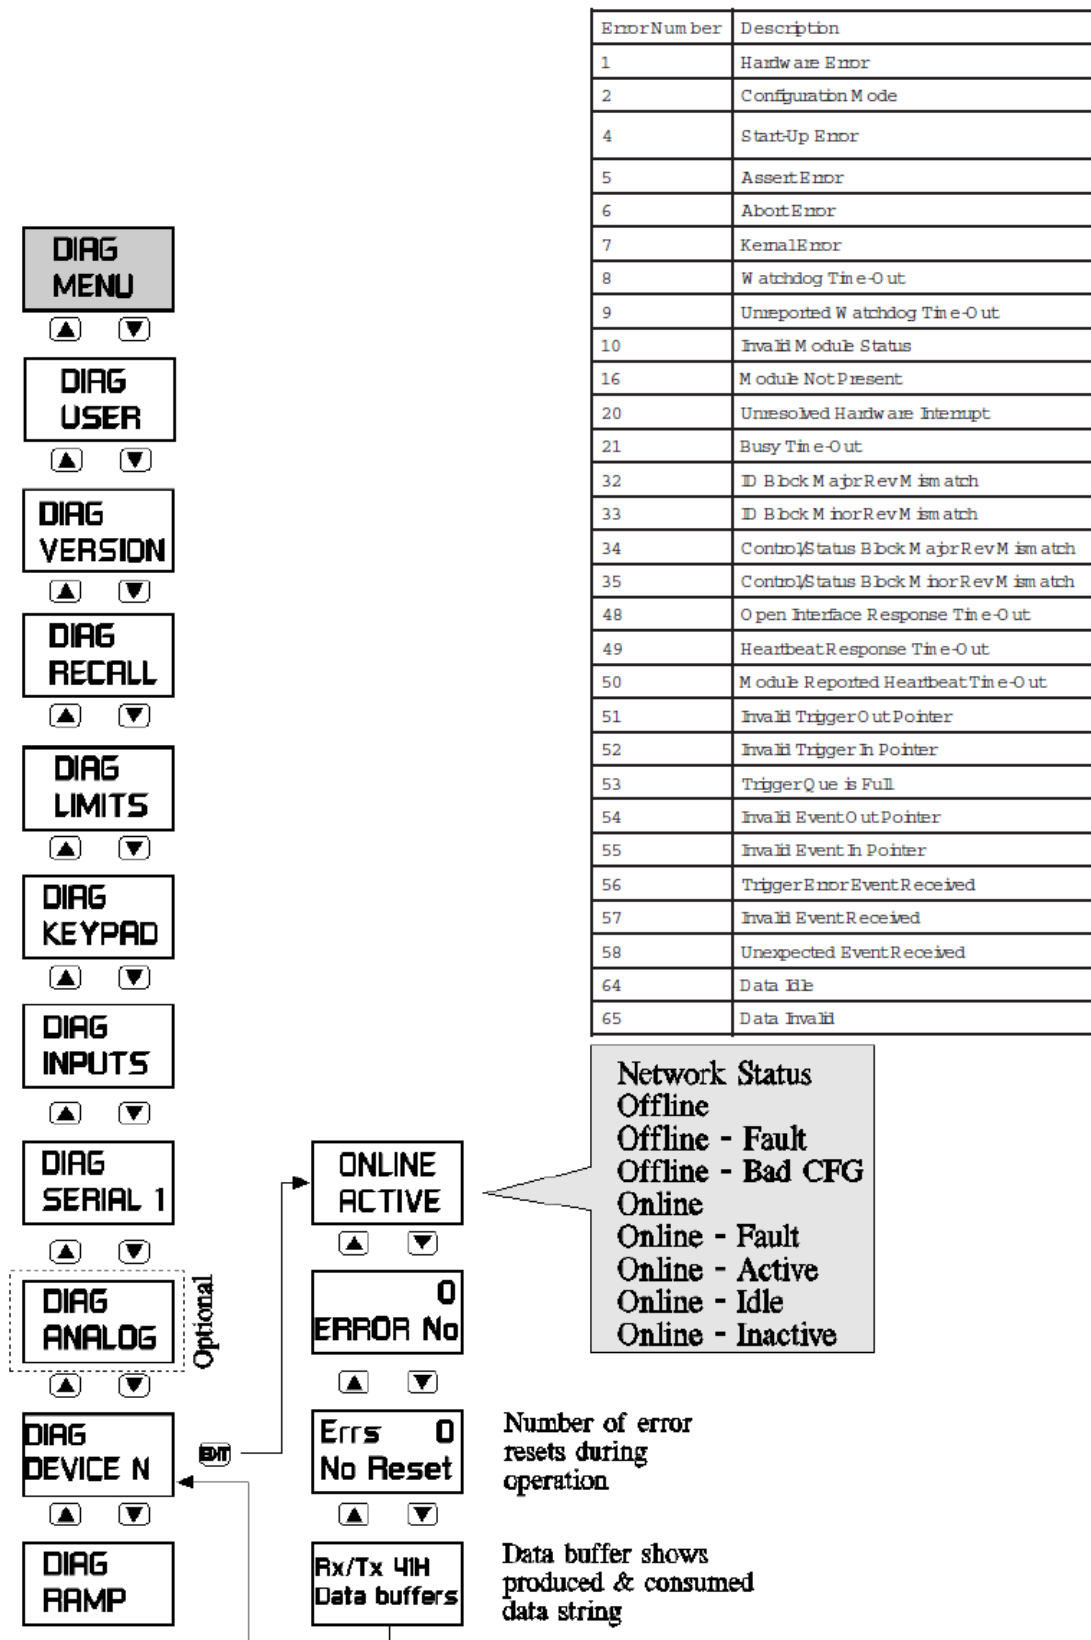 Error Number Description
1 Hardware Error
2 Configuration Mode
4 Start-Up Error
5 Assert Error
6 Abort Error
7 Kernal Error
8 Watchdog Time-Out
9 Unreported Watchdog Time-Out
10 Invalid Module Status
16 Module Not Present
20 Unresolved Hardware Interrupt
21 Busy Time-Out
32 ID Block Major Rev Mismatch
33 ID Block Minor Rev Mismatch
34 Control/Status Block Major Rev Mismatch
35 Control/Status Block Minor Rev Mismatch
48 Open Interface Response Time-Out
49 Heartbeat Response Time-Out
50 Module Reported Heartbeat Time-Out
51 Invalid Trigger Out Pointer
52 Invalid Trigger In Pointer
53 Trigger Que is Full
54 Invalid Event Out Pointer
55 Invalid Event In Pointer
56 Trigger Error Event Received
57 Invalid Event Received
58 Unexpected Event Received
64 Data Idle
65 Data Invalid
DIAG
MENU
DIAG
USER
DIAG
VERSION
DIAG
RECALL
DIAG
LIMITS
DIAG
KEYPAD
DIAG
INPUTS
DIAG
SERIAL 1
DIAG
ANALOG
Optional
DIAG
DEVICE N
EXIT
DIAG
RAMP
ONLINE
ACTIVE
0
ERROR No
Errs 0
No Reset
Rx/Tx 41H
Data buffers
Network Status
Offline
Offline - Fault
Offline - Bad CFG
Online
Online - Fault
Online - Active
Online - Idle
Online - Inactive
Number of error
resets during
operation
Data buffer shows
produced & consumed
data string